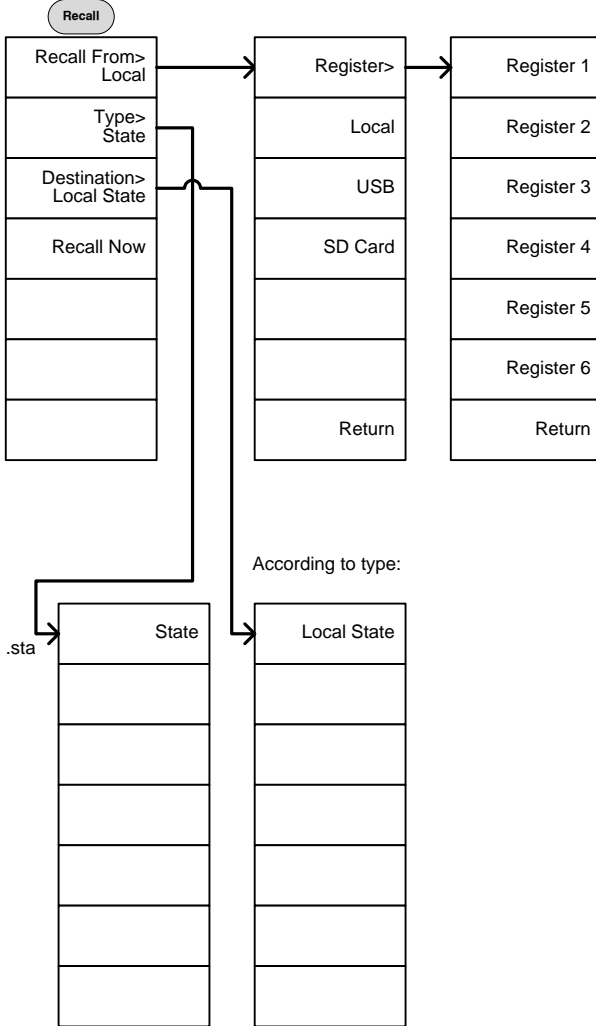 Recall
Recall From>
Local
Type>
State
Destination>
Local State
Recall Now
Register>
Local
USB
SD Card
Return
Register 1
Register 2
Register 3
Register 4
Register 5
Register 6
Return
According to type:
.sta
State
Local State